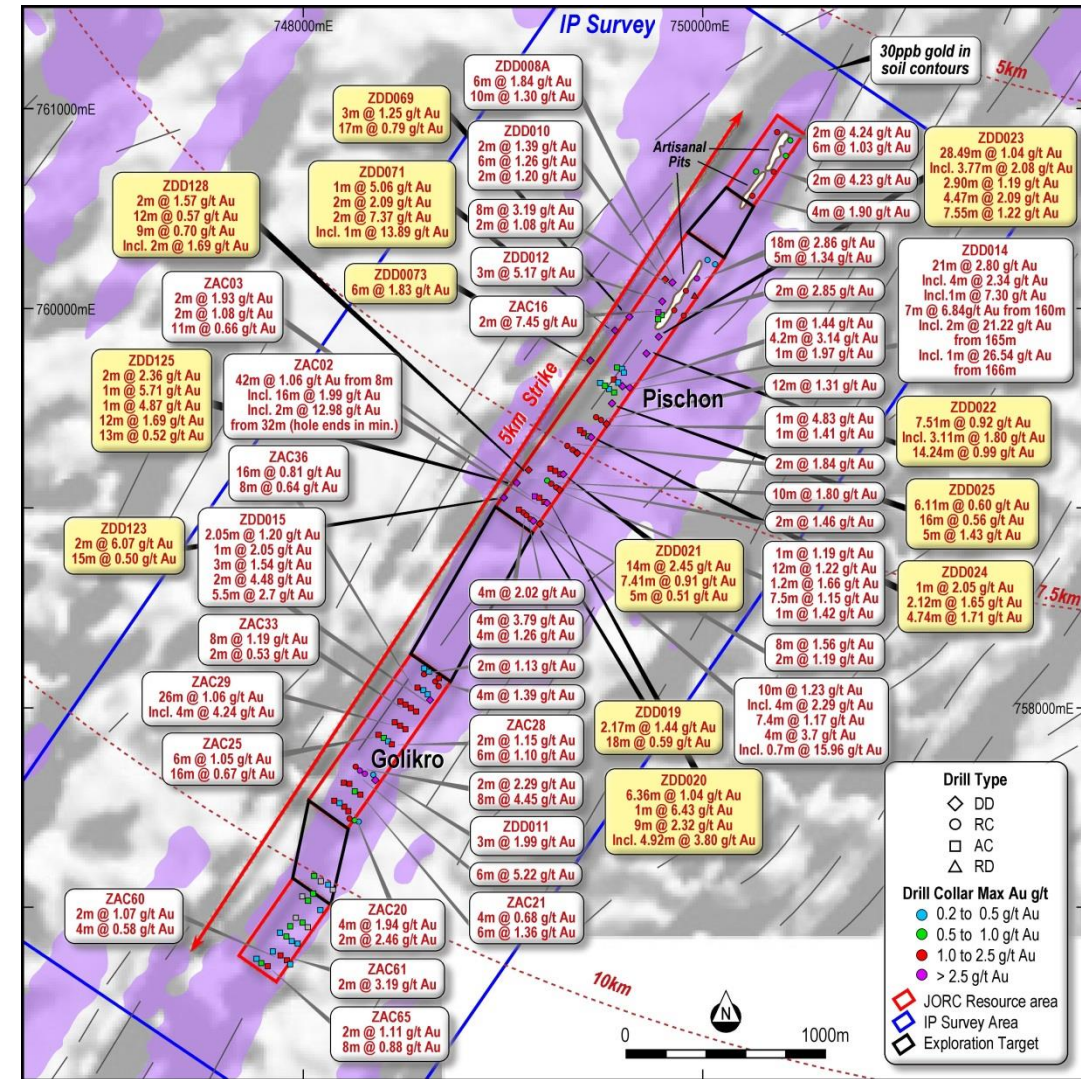 748000mE
750000mE
IP Survey
30ppb gold in
soil contours
5km
761000mE
ZDD008A
6m @ 1.84 g/t Au
10m @ 1.30 g/t Au
ZDD069
3m @ 1.25 g/t Au
17m @ 0.79 g/t Au
ZDD010
2m @ 1.39 g/t Au
6m @ 1.26 g/t Au
2m @ 1.20 g/t Au
Artisanal
Pits
2m @ 4.24 g/t Au
6m @ 1.03 g/t Au
ZDD023
28.49m @ 1.04 g/t Au
Incl. 3.77m @ 2.08 g/t Au
2.90m @ 1.19 g/t Au
4.47m @ 2.09 g/t Au
7.55m @ 1.22 g/t Au
2m @ 4.23 g/t Au
4m @ 1.90 g/t Au
ZDD128
2m @ 1.57 g/t Au
12m @ 0.57 g/t Au
9m @ 0.70 g/t Au
Incl. 2m @ 1.69 g/t Au
ZDD071
1m @ 5.06 g/t Au
2m @ 2.09 g/t Au
2m @ 7.37 g/t Au
Incl. 1m @ 13.89 g/t Au
8m @ 3.19 g/t Au
2m @ 1.08 g/t Au
18m @ 2.86 g/t Au
5m @ 1.34 g/t Au
ZDD014
21m @ 2.80 g/t Au
Incl. 4m @ 2.34 g/t Au
Incl.1m @ 7.30 g/t Au
7m @ 6.84g/t Au from 160m
Incl. 2m @ 21.22 g/t Au
from 165m
Incl. 1m @ 26.54 g/t Au
from 166m
ZDD012
3m @ 5.17 g/t Au
ZDD0073
6m @ 1.83 g/t Au
2m @ 2.85 g/t Au
ZAC03
2m @ 1.93 g/t Au
2m @ 1.08 g/t Au
11m @ 0.66 g/t Au
ZAC16
2m @ 7.45 g/t Au
760000mE
1m @ 1.44 g/t Au
4.2m @ 3.14 g/t Au
1m @ 1.97 g/t Au
ZDD125
2m @ 2.36 g/t Au
1m @ 5.71 g/t Au
1m @ 4.87 g/t Au
12m @ 1.69 g/t Au
13m @ 0.52 g/t Au
ZAC02
42m @ 1.06 g/t Au from 8m
Incl. 16m @ 1.99 g/t Au
Incl. 2m @ 12.98 g/t Au
from 32m (hole ends in min.)
5km Strike
Pischon
12m @ 1.31 g/t Au
1m @ 4.83 g/t Au
1m @ 1.41 g/t Au
ZDD022
7.51m @ 0.92 g/t Au
Incl. 3.11m @ 1.80 g/t Au
14.24m @ 0.99 g/t Au
ZAC36
16m @ 0.81 g/t Au
8m @ 0.64 g/t Au
2m @ 1.84 g/t Au
10m @ 1.80 g/t Au
ZDD025
6.11m @ 0.60 g/t Au
16m @ 0.56 g/t Au
5m @ 1.43 g/t Au
2m @ 1.46 g/t Au
ZDD123
2m @ 6.07 g/t Au
15m @ 0.50 g/t Au
ZDD015
2.05m @ 1.20 g/t Au
1m @ 2.05 g/t Au
3m @ 1.54 g/t Au
2m @ 4.48 g/t Au
5.5m @ 2.7 g/t Au
ZDD021
14m @ 2.45 g/t Au
7.41m @ 0.91 g/t Au
5m @ 0.51 g/t Au
1m @ 1.19 g/t Au
12m @ 1.22 g/t Au
1.2m @ 1.66 g/t Au
7.5m @ 1.15 g/t Au
1m @ 1.42 g/t Au
ZDD024
1m @ 2.05 g/t Au
2.12m @ 1.65 g/t Au
4.74m @ 1.71 g/t Au
7.5km
4m @ 2.02 g/t Au
4m @ 3.79 g/t Au
4m @ 1.26 g/t Au
ZAC33
8m @ 1.19 g/t Au
2m @ 0.53 g/t Au
8m @ 1.56 g/t Au
2m @ 1.19 g/t Au
2m @ 1.13 g/t Au
4m @ 1.39 g/t Au
ZAC29
26m @ 1.06 g/t Au
Incl. 4m @ 4.24 g/t Au
10m @ 1.23 g/t Au
Incl. 4m @ 2.29 g/t Au
7.4m @ 1.17 g/t Au
4m @ 3.7 g/t Au
Incl. 0.7m @ 15.96 g/t Au
758000mE
ZDD019
2.17m @ 1.44 g/t Au
18m @ 0.59 g/t Au
ZAC25
6m @ 1.05 g/t Au
16m @ 0.67 g/t Au
Golikro
ZAC28
2m @ 1.15 g/t Au
6m @ 1.10 g/t Au
2m @ 2.29 g/t Au
8m @ 4.45 g/t Au
ZDD020
6.36m @ 1.04 g/t Au
1m @ 6.43 g/t Au
9m @ 2.32 g/t Au
Incl. 4.92m @ 3.80 g/t Au
ZDD011
3m @ 1.99 g/t Au
6m @ 5.22 g/t Au
ZAC60
2m @ 1.07 g/t Au
4m @ 0.58 g/t Au
ZAC20
4m @ 1.94 g/t Au
2m @ 2.46 g/t Au
ZAC21
4m @ 0.68 g/t Au
6m @ 1.36 g/t Au
ZAC61
2m @ 3.19 g/t Au
10km
ZAC65
2m @ 1.11 g/t Au
8m @ 0.88 g/t Au
N
0
1000m
Drill Type
DD
RC
AC
RD
Drill Collar Max Au g/t
0.2 to 0.5 g/t Au
0.5 to 1.0 g/t Au
1.0 to 2.5 g/t Au
> 2.5 g/t Au
JORC Resource area
IP Survey Area
Exploration Target